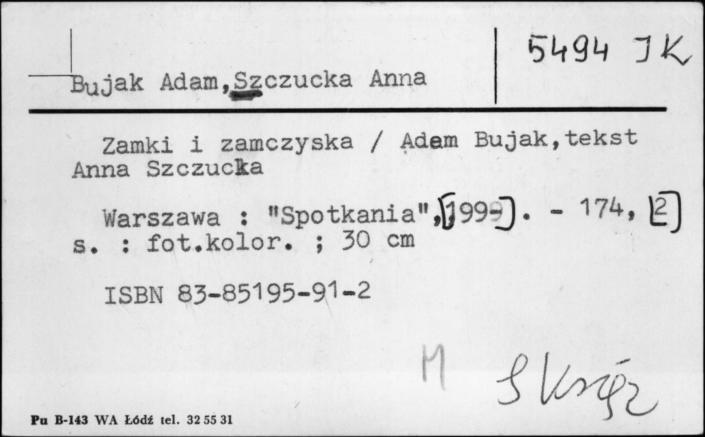 5494 JK
Bujak Adam, Szczucka Anna
Zamki i zamczyska / Adam Bujak, tekst
Anna Szczucka
Warszawa : "Spotkania", [199-]. - 174, [2]
s. : fot.kolor. ; 30 cm
ISBN 83-85195-91-2
M
Pu B-143 WA Łódź tel. 32 55 31